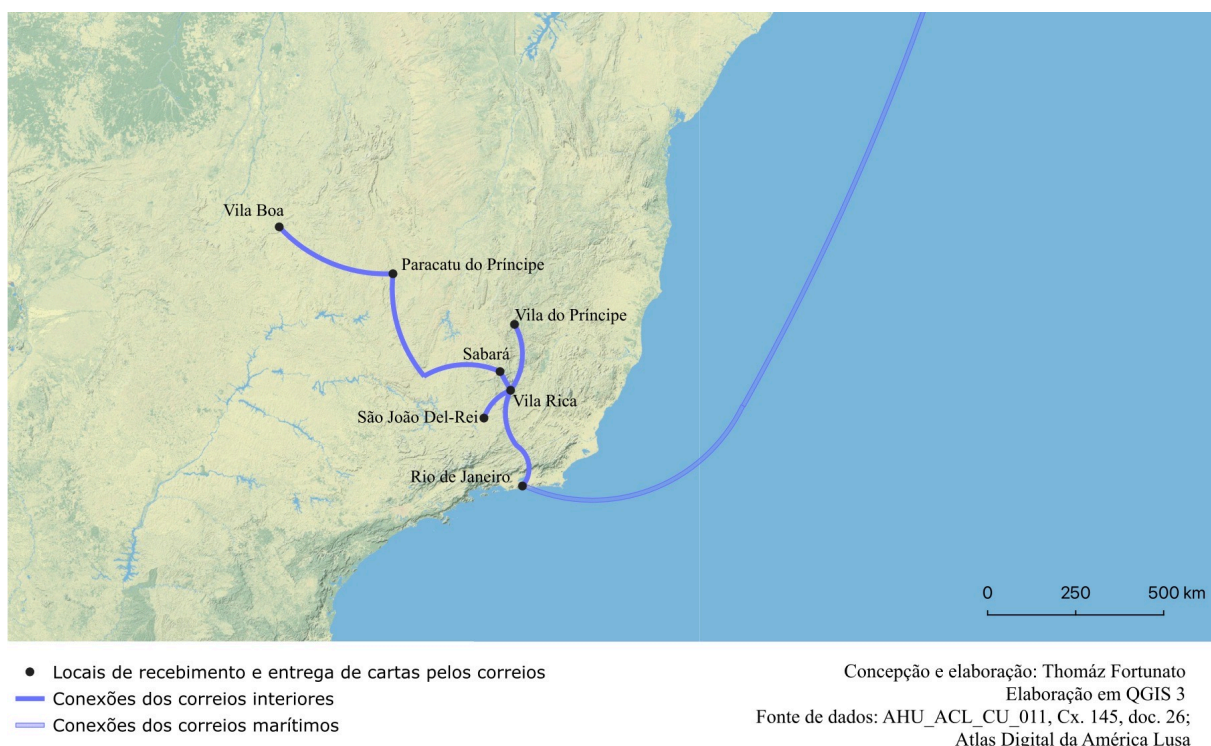 Vila Boa
Paracatu do Príncipe
Vila do Príncipe
Sabará
Vila Rica
São João Del-Rei
Rio de Janeiro
0 250 500 km
Locais de recebimento e entrega de cartas pelos correios
Conexões dos correios interiores
Conexões dos correios marítimos
Concepção e elaboração: Thomáz Fortunato
Elaboração em QGIS 3
Fonte de dados: AHU_ACL_CU_011, Cx. 145, doc. 26;
Atlas Digital da América Lusa